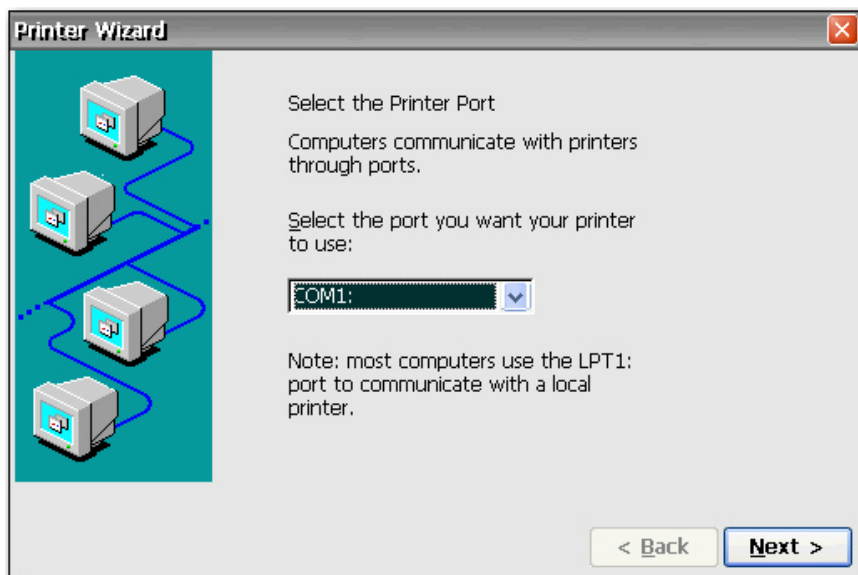 Printer Wizard
Select the Printer Port
Computers communicate with printers
through ports.
Select the port you want your printer
to use:
COM1:
Note: most computers use the LPT1:
port to communicate with a local
printer.
< Back
Next >